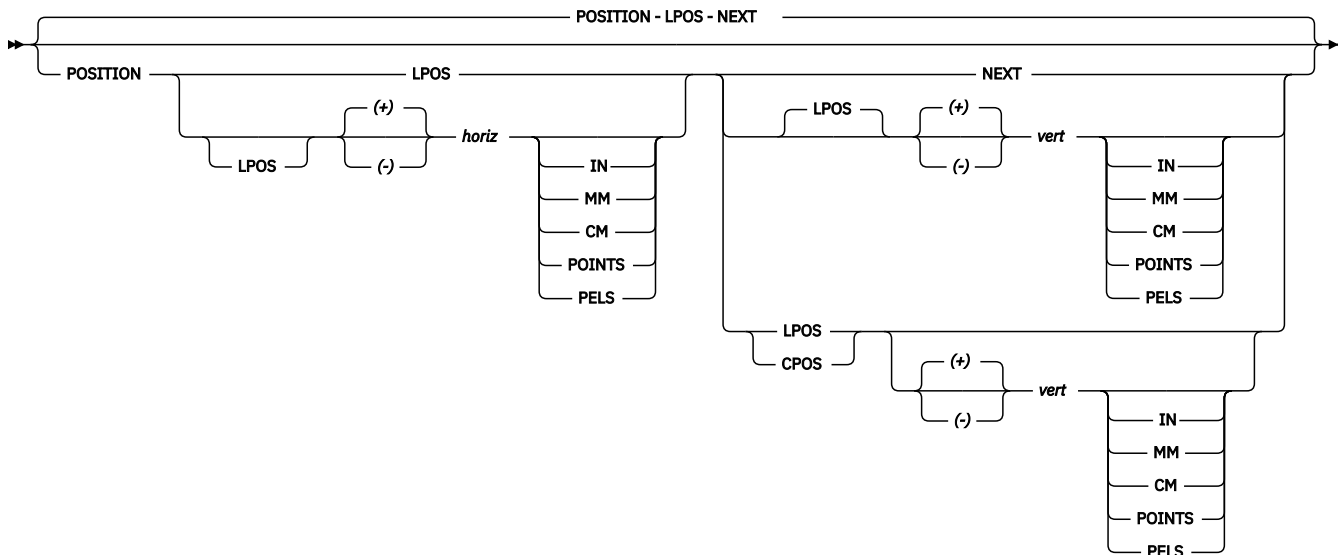 POSITION - LPOS - NEXT
POSITION LPOS NEXT
(+) LPOS (+)
horiz vert
LPOS (-) IN (-) IN
MM MM
CM CM
POINTS POINTS
PELS PELS
LPOS
CPOS (+)
vert
(-) IN
MM
CM
POINTS
PELS